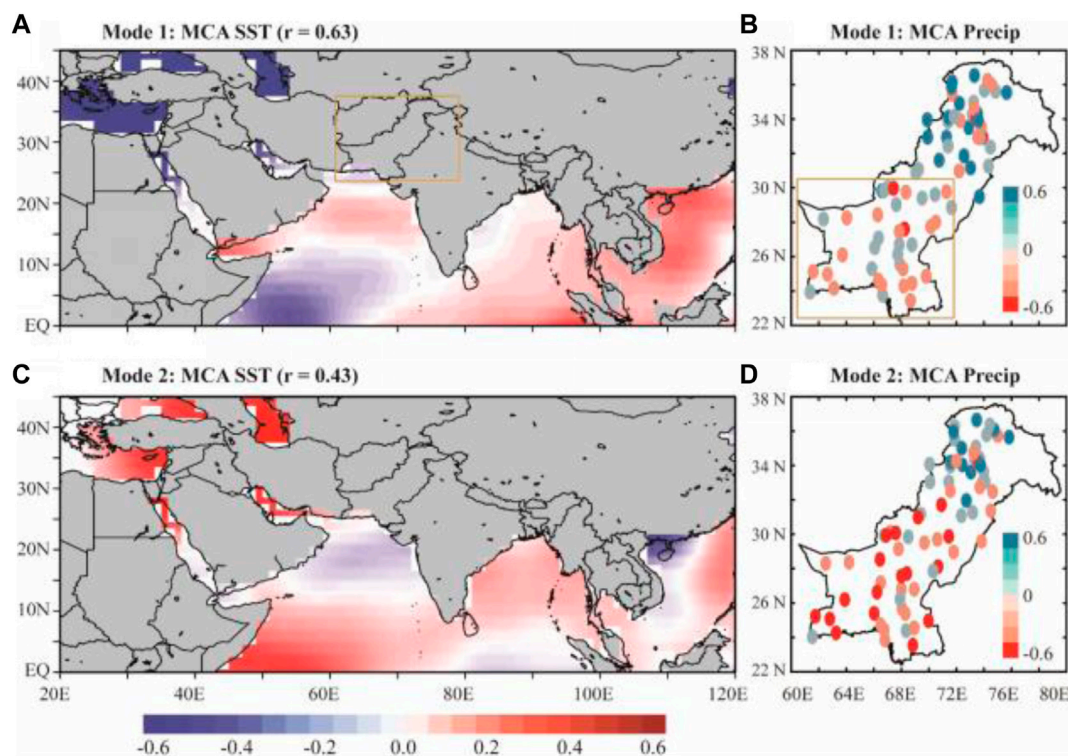 A
Mode 1: MCA SST (r = 0.63)
40N
30N
20N
10N
EQ
B
Mode 1: MCA Precip
38 N
34 N
30 N
26 N
22 N
0.6
0
-0.6
C
Mode 2: MCA SST (r = 0.43)
40N
30N
20N
10N
EQ
20E 40E 60E 80E 100E 120E
-0.6 -0.4 -0.2 0.0 0.2 0.4 0.6
D
Mode 2: MCA Precip
38 N
34 N
30 N
26 N
22 N
0.6
0
-0.6
60E 64E 68E 72E 76E 80E